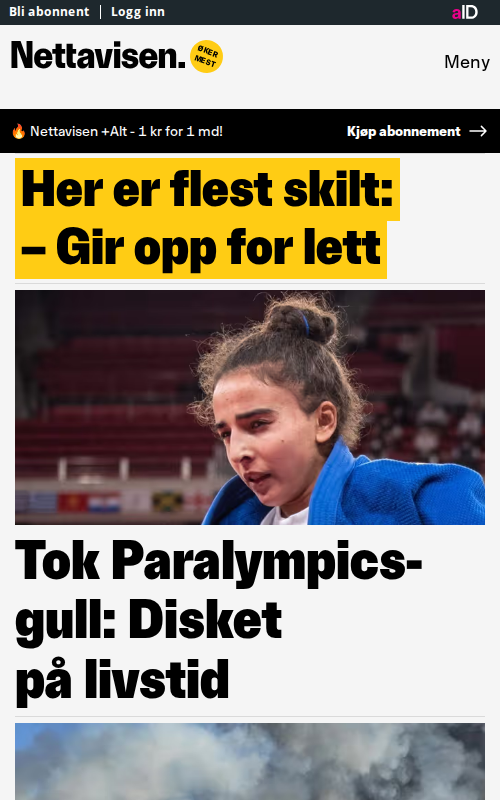 Bli abonnent
Logg inn
aID
Nettavisen.
ØKER
MEST
Meny
🔥 Nettavisen +Alt - 1 kr for 1 md!
Kjøp abonnement →
Her er flest skilt:
– Gir opp for lett
Tok Paralympics-
gull: Disket
på livstid